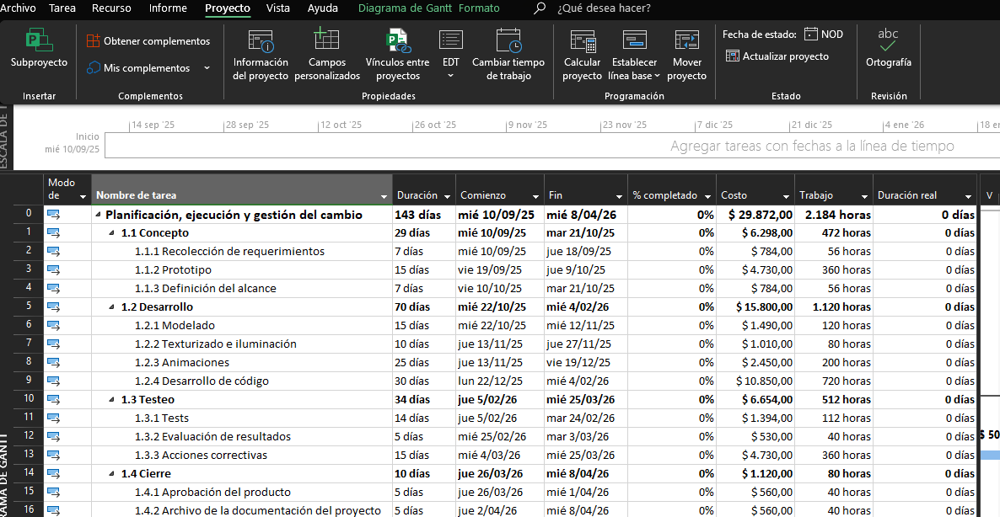 Archivo Tarea Recurso Informe Proyecto Vista Ayuda Diagrama de Gantt Formato ¿Qué desea hacer?
Subproyecto
Insertar
Obtener complementos
Mis complementos
Complementos
Información del proyecto
Campos personalizados
Vínculos entre proyectos
EDT
Cambiar tiempo de trabajo
Propiedades
Calcular proyecto
Establecer línea base
Mover proyecto
Programación
Fecha de estado: NOD
Actualizar proyecto
Estado
abc
Ortografía
Revisión
ESCALA DE T
14 sep '25 28 sep '25 12 oct '25 26 oct '25 9 nov '25 23 nov '25 7 dic '25 21 dic '25 4 ene '26 18 en
Inicio
mié 10/09/25
Agregar tareas con fechas a la línea de tiempo
Modo de Nombre de tarea Duración Comienzo Fin % completado Costo Trabajo Duración real V
0 Planificación, ejecución y gestión del cambio 143 días mié 10/09/25 mié 8/04/26 0% $ 29.872,00 2.184 horas 0 días
1 1.1 Concepto 29 días mié 10/09/25 mar 21/10/25 0% $ 6.298,00 472 horas 0 días
2 1.1.1 Recolección de requerimientos 7 días mié 10/09/25 jue 18/09/25 0% $ 784,00 56 horas 0 días
3 1.1.2 Prototipo 15 días vie 19/09/25 jue 9/10/25 0% $ 4.730,00 360 horas 0 días
4 1.1.3 Definición del alcance 7 días vie 10/10/25 mar 21/10/25 0% $ 784,00 56 horas 0 días
5 1.2 Desarrollo 70 días mié 22/10/25 mié 4/02/26 0% $ 15.800,00 1.120 horas 0 días
6 1.2.1 Modelado 15 días mié 22/10/25 mié 12/11/25 0% $ 1.490,00 120 horas 0 días
7 1.2.2 Texturizado e iluminación 10 días jue 13/11/25 jue 27/11/25 0% $ 1.010,00 80 horas 0 días
8 1.2.3 Animaciones 25 días jue 13/11/25 vie 19/12/25 0% $ 2.450,00 200 horas 0 días
9 1.2.4 Desarrollo de código 30 días lun 22/12/25 mié 4/02/26 0% $ 10.850,00 720 horas 0 días
10 1.3 Testeo 34 días jue 5/02/26 mié 25/03/26 0% $ 6.654,00 512 horas 0 días
11 1.3.1 Tests 14 días jue 5/02/26 mar 24/02/26 0% $ 1.394,00 112 horas 0 días
12 1.3.2 Evaluación de resultados 5 días mié 25/02/26 mar 3/03/26 0% $ 530,00 40 horas 0 días $ 50
13 1.3.3 Acciones correctivas 15 días mié 4/03/26 mié 25/03/26 0% $ 4.730,00 360 horas 0 días
14 1.4 Cierre 10 días jue 26/03/26 mié 8/04/26 0% $ 1.120,00 80 horas 0 días
15 1.4.1 Aprobación del producto 5 días jue 26/03/26 mié 1/04/26 0% $ 560,00 40 horas 0 días
16 1.4.2 Archivo de la documentación del proyecto 5 días jue 2/04/26 mié 8/04/26 0% $ 560,00 40 horas 0 días
RAMA DE GANTT